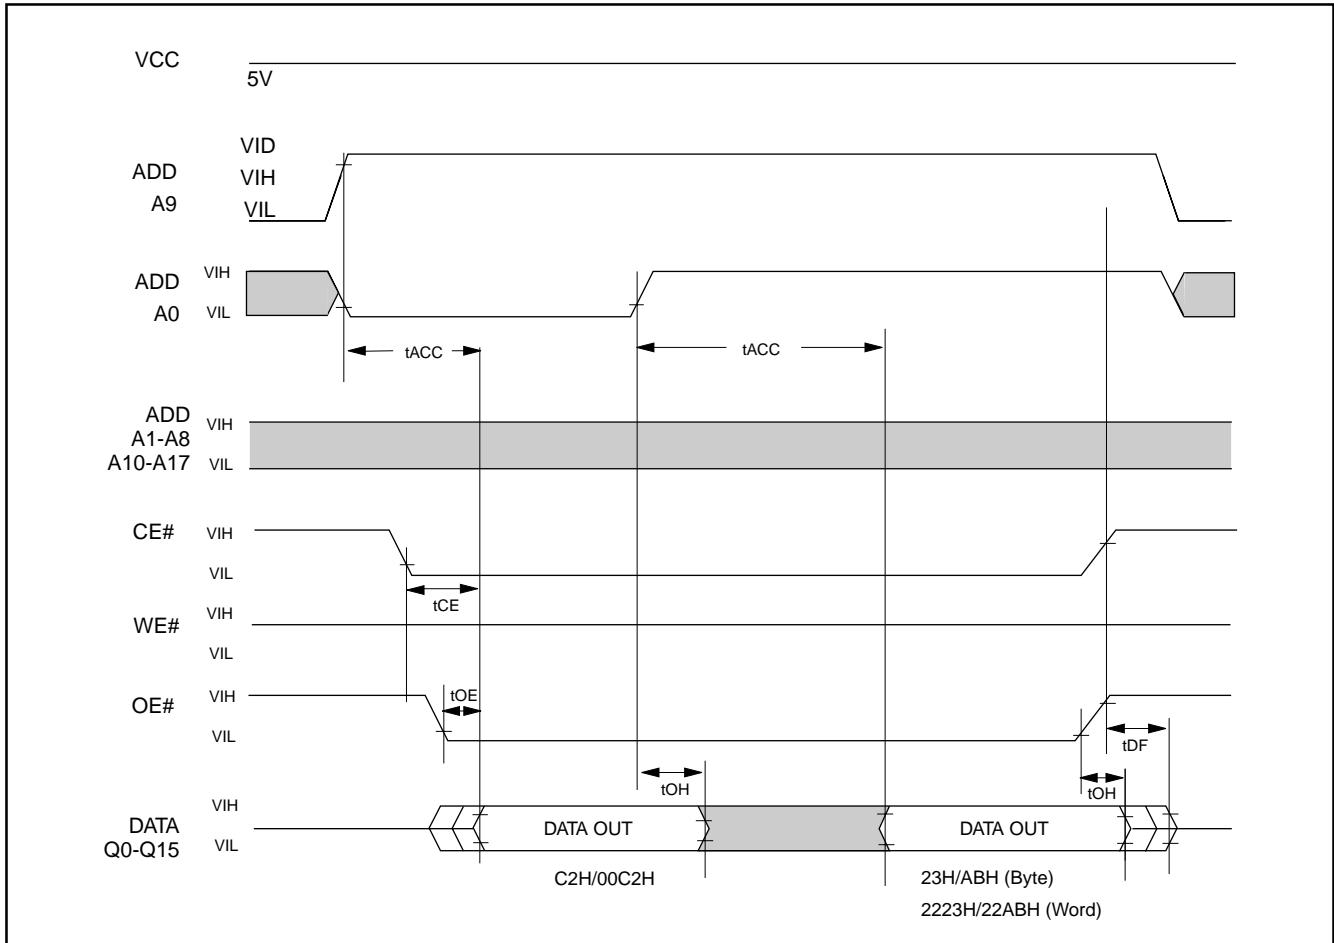 VCC
5V
VID
ADD
VIH
A9
VIL
ADD
VIH
A0
VIL
tACC
tACC
ADD
VIH
A1-A8
A10-A17
VIL
CE#
VIH
VIL
tCE
WE#
VIH
VIL
OE#
VIH
tOE
VIL
tDF
tOH
tOH
VIH
DATA
DATA OUT
DATA OUT
Q0-Q15
VIL
C2H/00C2H
23H/ABH (Byte)
2223H/22ABH (Word)